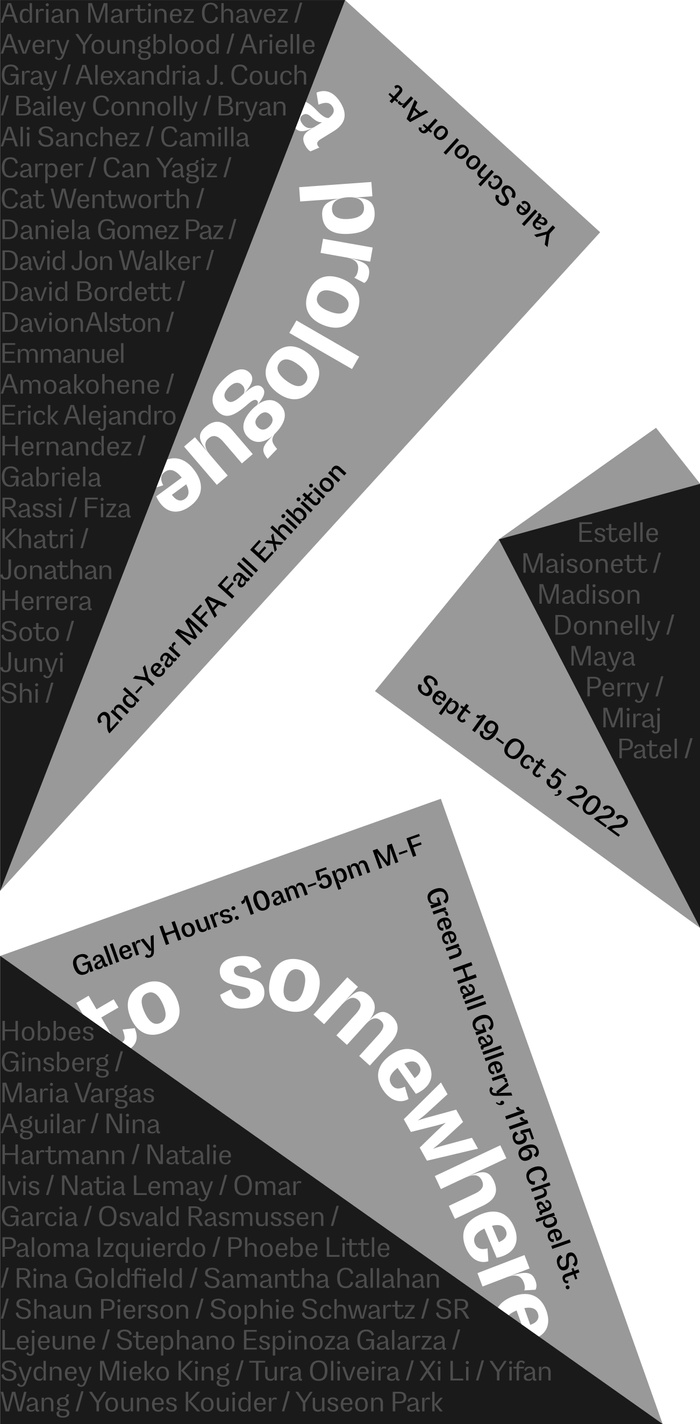 Adrian Martinez Chavez /
Avery Youngblood / Arielle
Gray / Alexandria J. Couch
/ Bailey Connolly / Bryan
Ali Sanchez / Camilla
Carper / Can Yagiz /
Cat Wentworth /
Daniela Gomez Paz /
David Jon Walker /
David Bordett /
DavionAlston /
Emmanuel
Amoakohene /
Erick Alejandro
Hernandez /
Gabriela
Rassi / Fiza
Khatri /
Jonathan
Herrera
Soto /
Junyi
Shi /
a prologue
Yale School of Art
2nd-Year MFA Fall Exhibition
Estelle
Maisonett /
Madison
Donnelly /
Maya
Perry /
Miraj
Patel /
Sept 19-Oct 5, 2022
Gallery Hours: 10am-5pm M-F
Green Hall Gallery, 1156 Chapel St.
to somewhere
Hobbes
Ginsberg /
Maria Vargas
Aguilar / Nina
Hartmann / Natalie
Ivis / Natia Lemay / Omar
Garcia / Osvald Rasmussen /
Paloma Izquierdo / Phoebe Little
/ Rina Goldfield / Samantha Callahan
/ Shaun Pierson / Sophie Schwartz / SR
Lejeune / Stephano Espinoza Galarza /
Sydney Mieko King / Tura Oliveira / Xi Li / Yifan
Wang / Younes Kouider / Yuseon Park